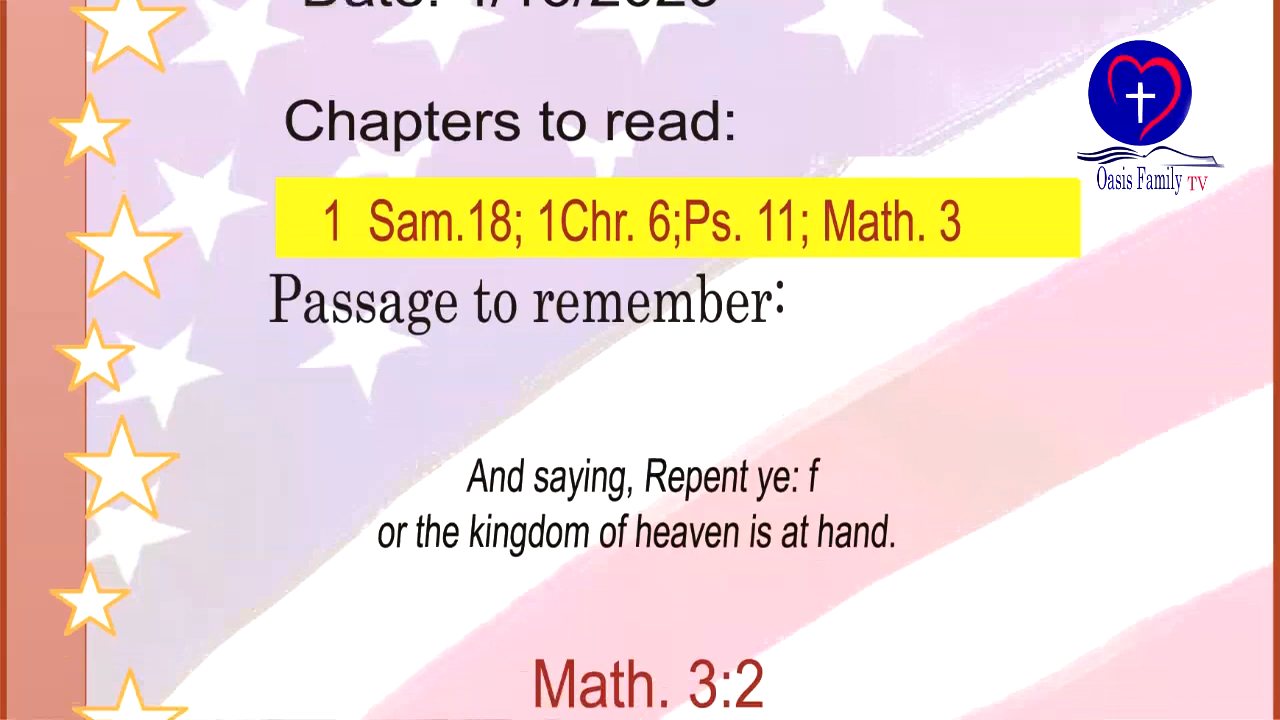 Chapters to read:
Oasis Family TV
1 Sam.18; 1Chr. 6;Ps. 11; Math. 3
Passage to remember:
And saying, Repent ye: f
or the kingdom of heaven is at hand.
Math. 3:2